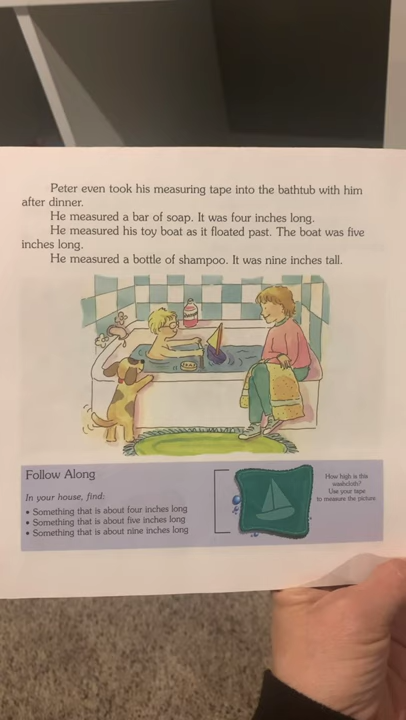 Peter even took his measuring tape into the bathtub with him
after dinner.
He measured a bar of soap. It was four inches long.
He measured his toy boat as it floated past. The boat was five
inches long.
He measured a bottle of shampoo. It was nine inches tall.
Follow Along
In your house, find:
• Something that is about four inches long
• Something that is about five inches long
• Something that is about nine inches long
How high is this
washcloth?
Use your tape
to measure the picture.